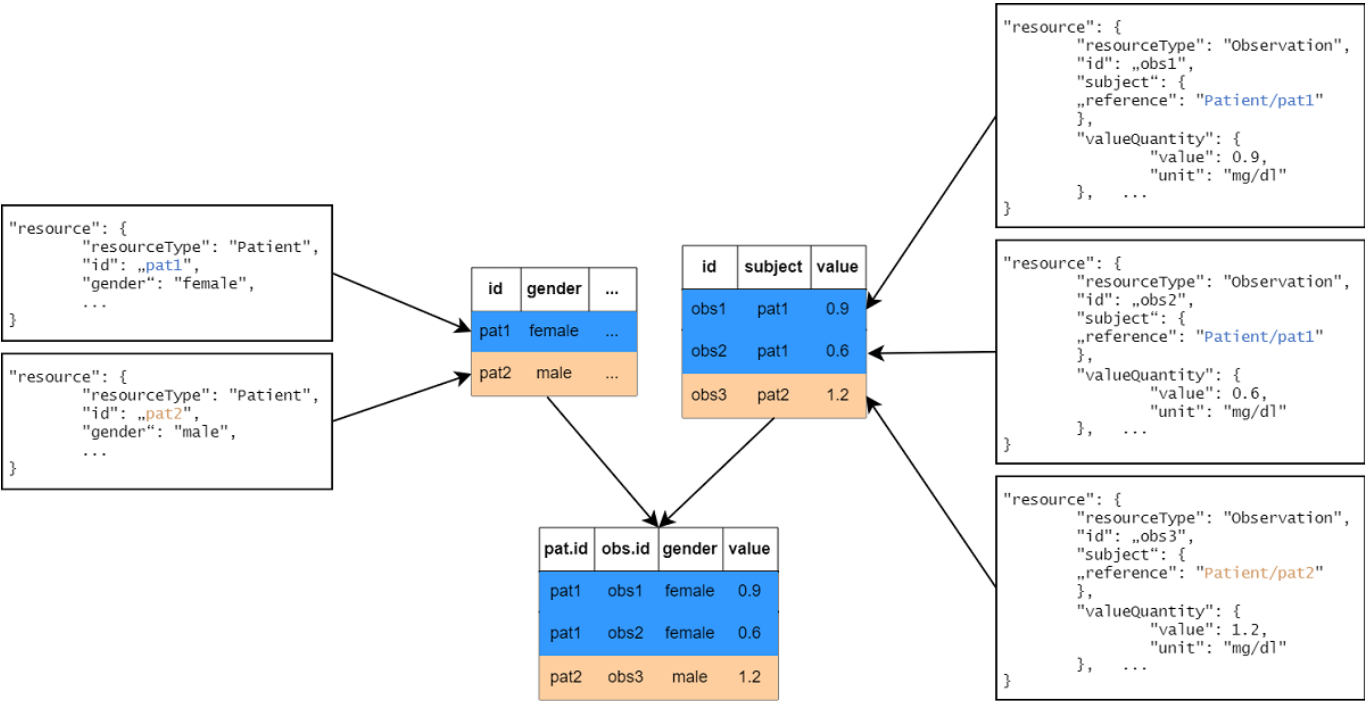 "resource": {
"resourceType": "Patient",
"id": „pat1",
"gender“: "female",
...
}
"resource": {
"resourceType": "Patient",
"id": „pat2",
"gender“: "male",
...
}
id gender ...
pat1 female ...
pat2 male ...
id subject value
obs1 pat1 0.9
obs2 pat1 0.6
obs3 pat2 1.2
pat.id obs.id gender value
pat1 obs1 female 0.9
pat1 obs2 female 0.6
pat2 obs3 male 1.2
"resource": {
"resourceType": "Observation",
"id": „obs1",
"subject“: {
„reference": "Patient/pat1"
},
"valueQuantity": {
"value": 0.9,
"unit": "mg/dl"
}, ...
}
"resource": {
"resourceType": "Observation",
"id": „obs2",
"subject“: {
„reference": "Patient/pat1"
},
"valueQuantity": {
"value": 0.6,
"unit": "mg/dl"
}, ...
}
"resource": {
"resourceType": "Observation",
"id": „obs3",
"subject“: {
„reference": "Patient/pat2"
},
"valueQuantity": {
"value": 1.2,
"unit": "mg/dl"
}, ...
}